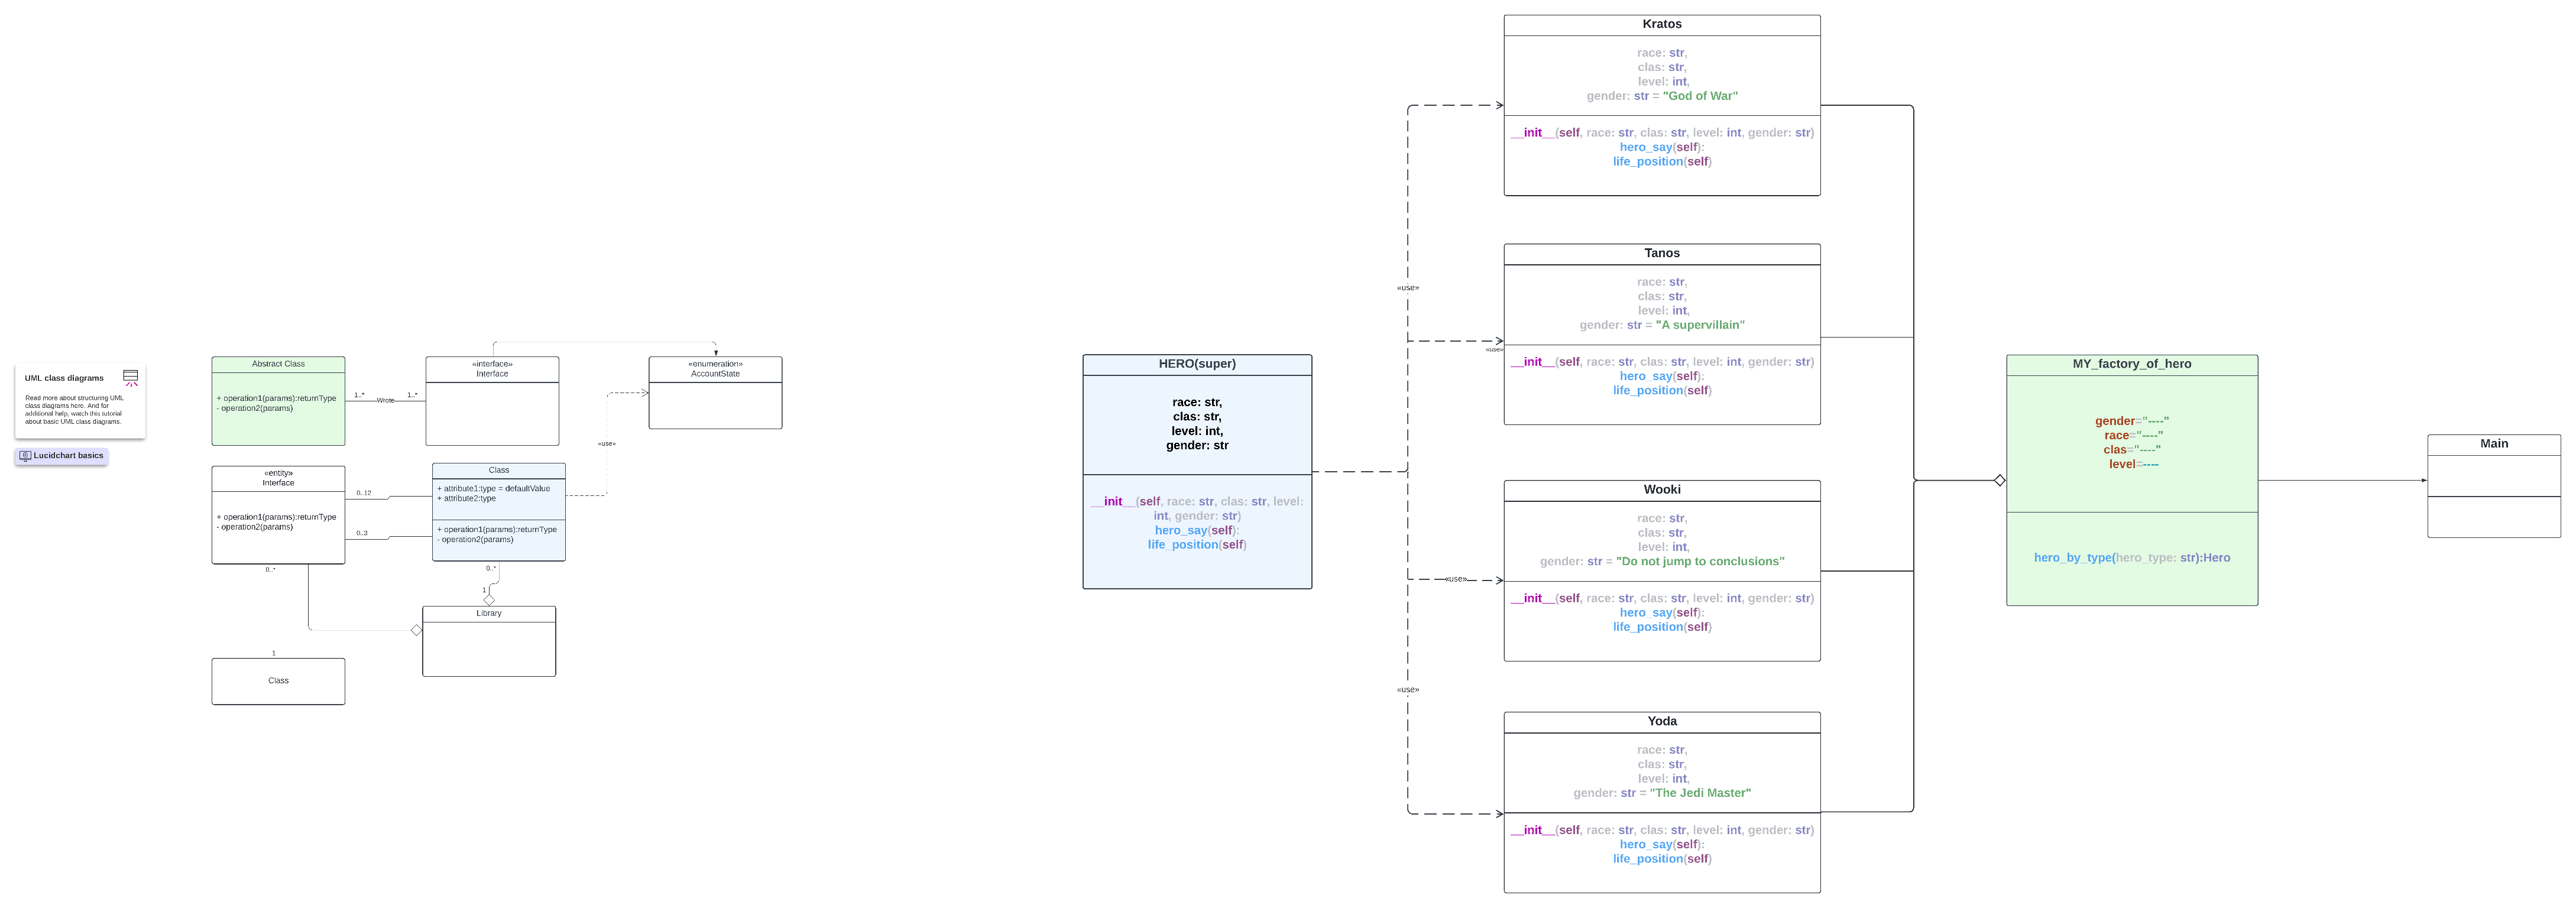 UML class diagrams
Read more about structuring UML
class diagrams here. And for
additional help, watch this tutorial
about basic UML class diagrams.
Lucidchart basics
Abstract Class
+ operation1(params):returnType
- operation2(params)
1..*
Wrote
1..*
«interface»
Interface
«enumeration»
AccountState
«use»
«entity»
Interface
+ operation1(params):returnType
- operation2(params)
0..12
0..3
0..*
Class
+ attribute1:type = defaultValue
+ attribute2:type
+ operation1(params):returnType
- operation2(params)
0..*
1
Library
1
Class
HERO(super)
race: str,
clas: str,
level: int,
gender: str
__init__(self, race: str, clas: str, level:
int, gender: str)
hero_say(self):
life_position(self)
«use»
«use»
«use»
«use»
Kratos
race: str,
clas: str,
level: int,
gender: str = "God of War"
__init__(self, race: str, clas: str, level: int, gender: str)
hero_say(self):
life_position(self)
Tanos
race: str,
clas: str,
level: int,
gender: str = "A supervillain"
__init__(self, race: str, clas: str, level: int, gender: str)
hero_say(self):
life_position(self)
Wooki
race: str,
clas: str,
level: int,
gender: str = "Do not jump to conclusions"
__init__(self, race: str, clas: str, level: int, gender: str)
hero_say(self):
life_position(self)
Yoda
race: str,
clas: str,
level: int,
gender: str = "The Jedi Master"
__init__(self, race: str, clas: str, level: int, gender: str)
hero_say(self):
life_position(self)
MY_factory_of_hero
gender="----"
race="----"
clas="----"
level=----
hero_by_type(hero_type: str):Hero
Main